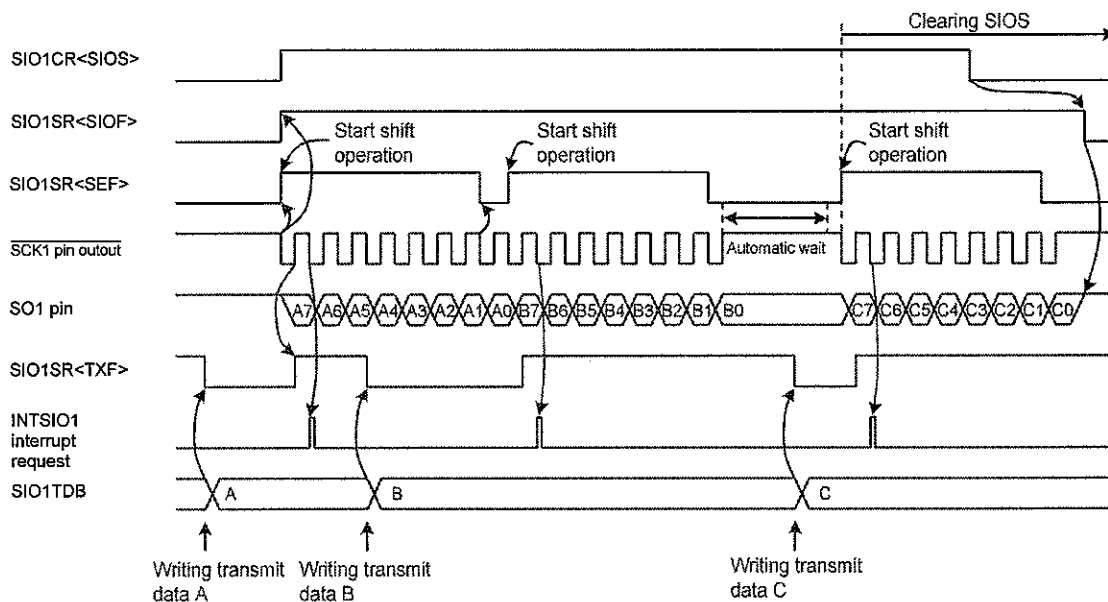 Clearing SIOS
SIO1CR<SIOS>
SIO1SR<SIOF>
Start shift
operation
Start shift
operation
Start shift
operation
SIO1SR<SEF>
SCK1 pin outout
Automatic wait
SO1 pin
A7 A6 A5 A4 A3 A2 A1 A0 B7 B6 B5 B4 B3 B2 B1 B0 C7 C6 C5 C4 C3 C2 C1 C0
SIO1SR<TXF>
INTSIO1
interrupt
request
SIO1TDB
A B C
Writing transmit
data A
Writing transmit
data B
Writing transmit
data C